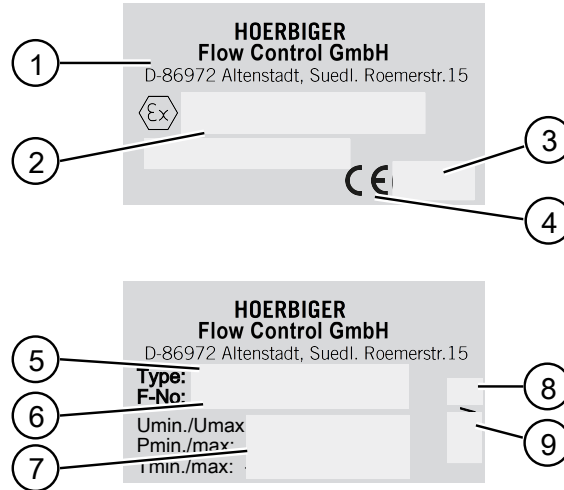 HOERBIGER
Flow Control GmbH
1
D-86972 Altenstadt, Suedl. Roemerstr.15
Ex
2
3
CE
4
HOERBIGER
Flow Control GmbH
D-86972 Altenstadt, Suedl. Roemerstr.15
5
Type:
F-No:
6
8
Umin./Umax
Pmin./max:
9
7
Tmin./max: